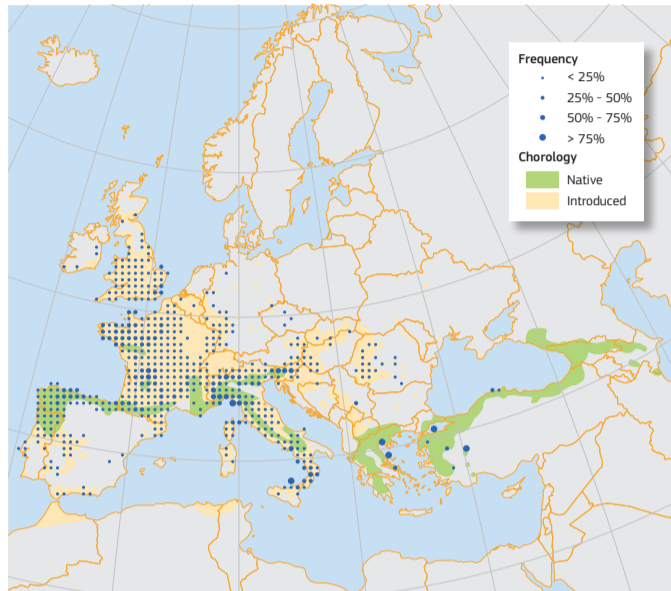 Frequency
< 25%
25% - 50%
50% - 75%
> 75%
Chorology
Native
Introduced